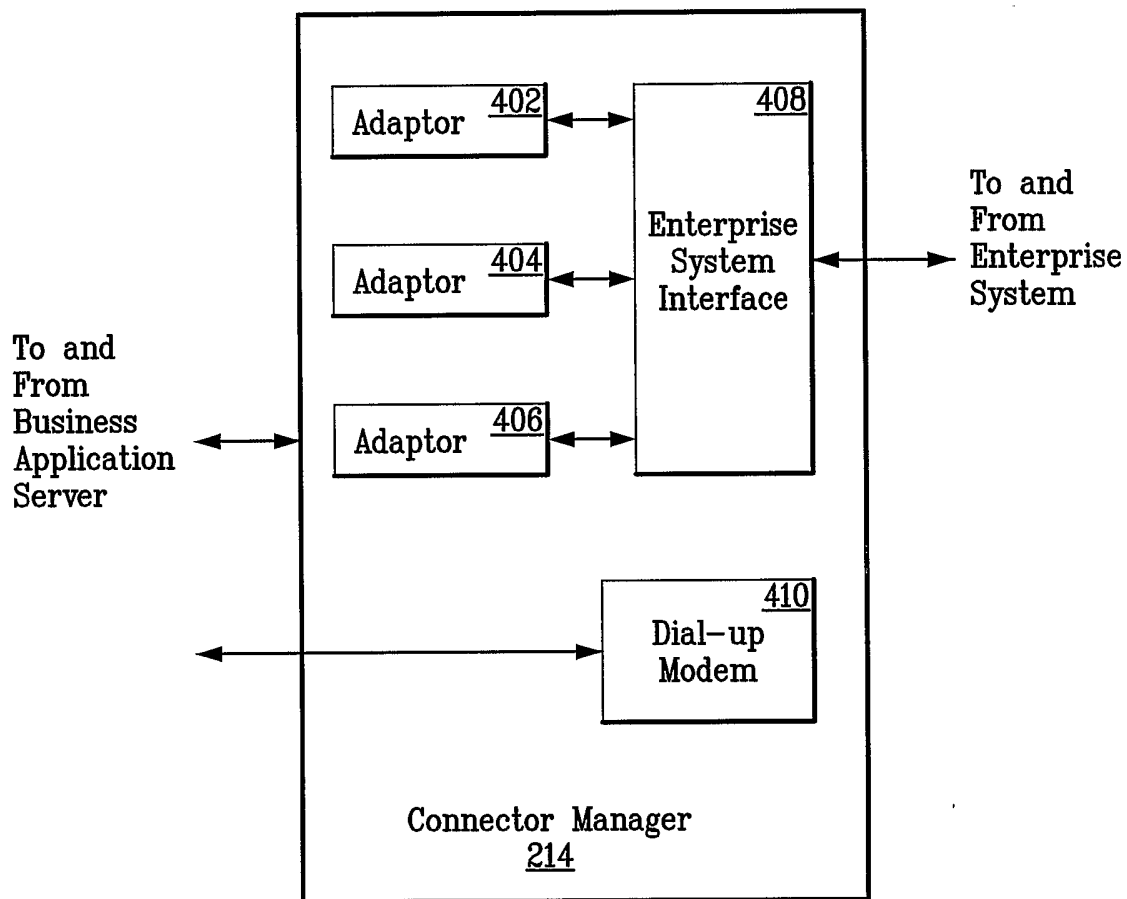 402
Adaptor
408
To and
From
Enterprise
System
Enterprise
System
Interface
404
Adaptor
To and
From
Business
Application
Server
406
Adaptor
410
Dial-up
Modem
Connector Manager
214